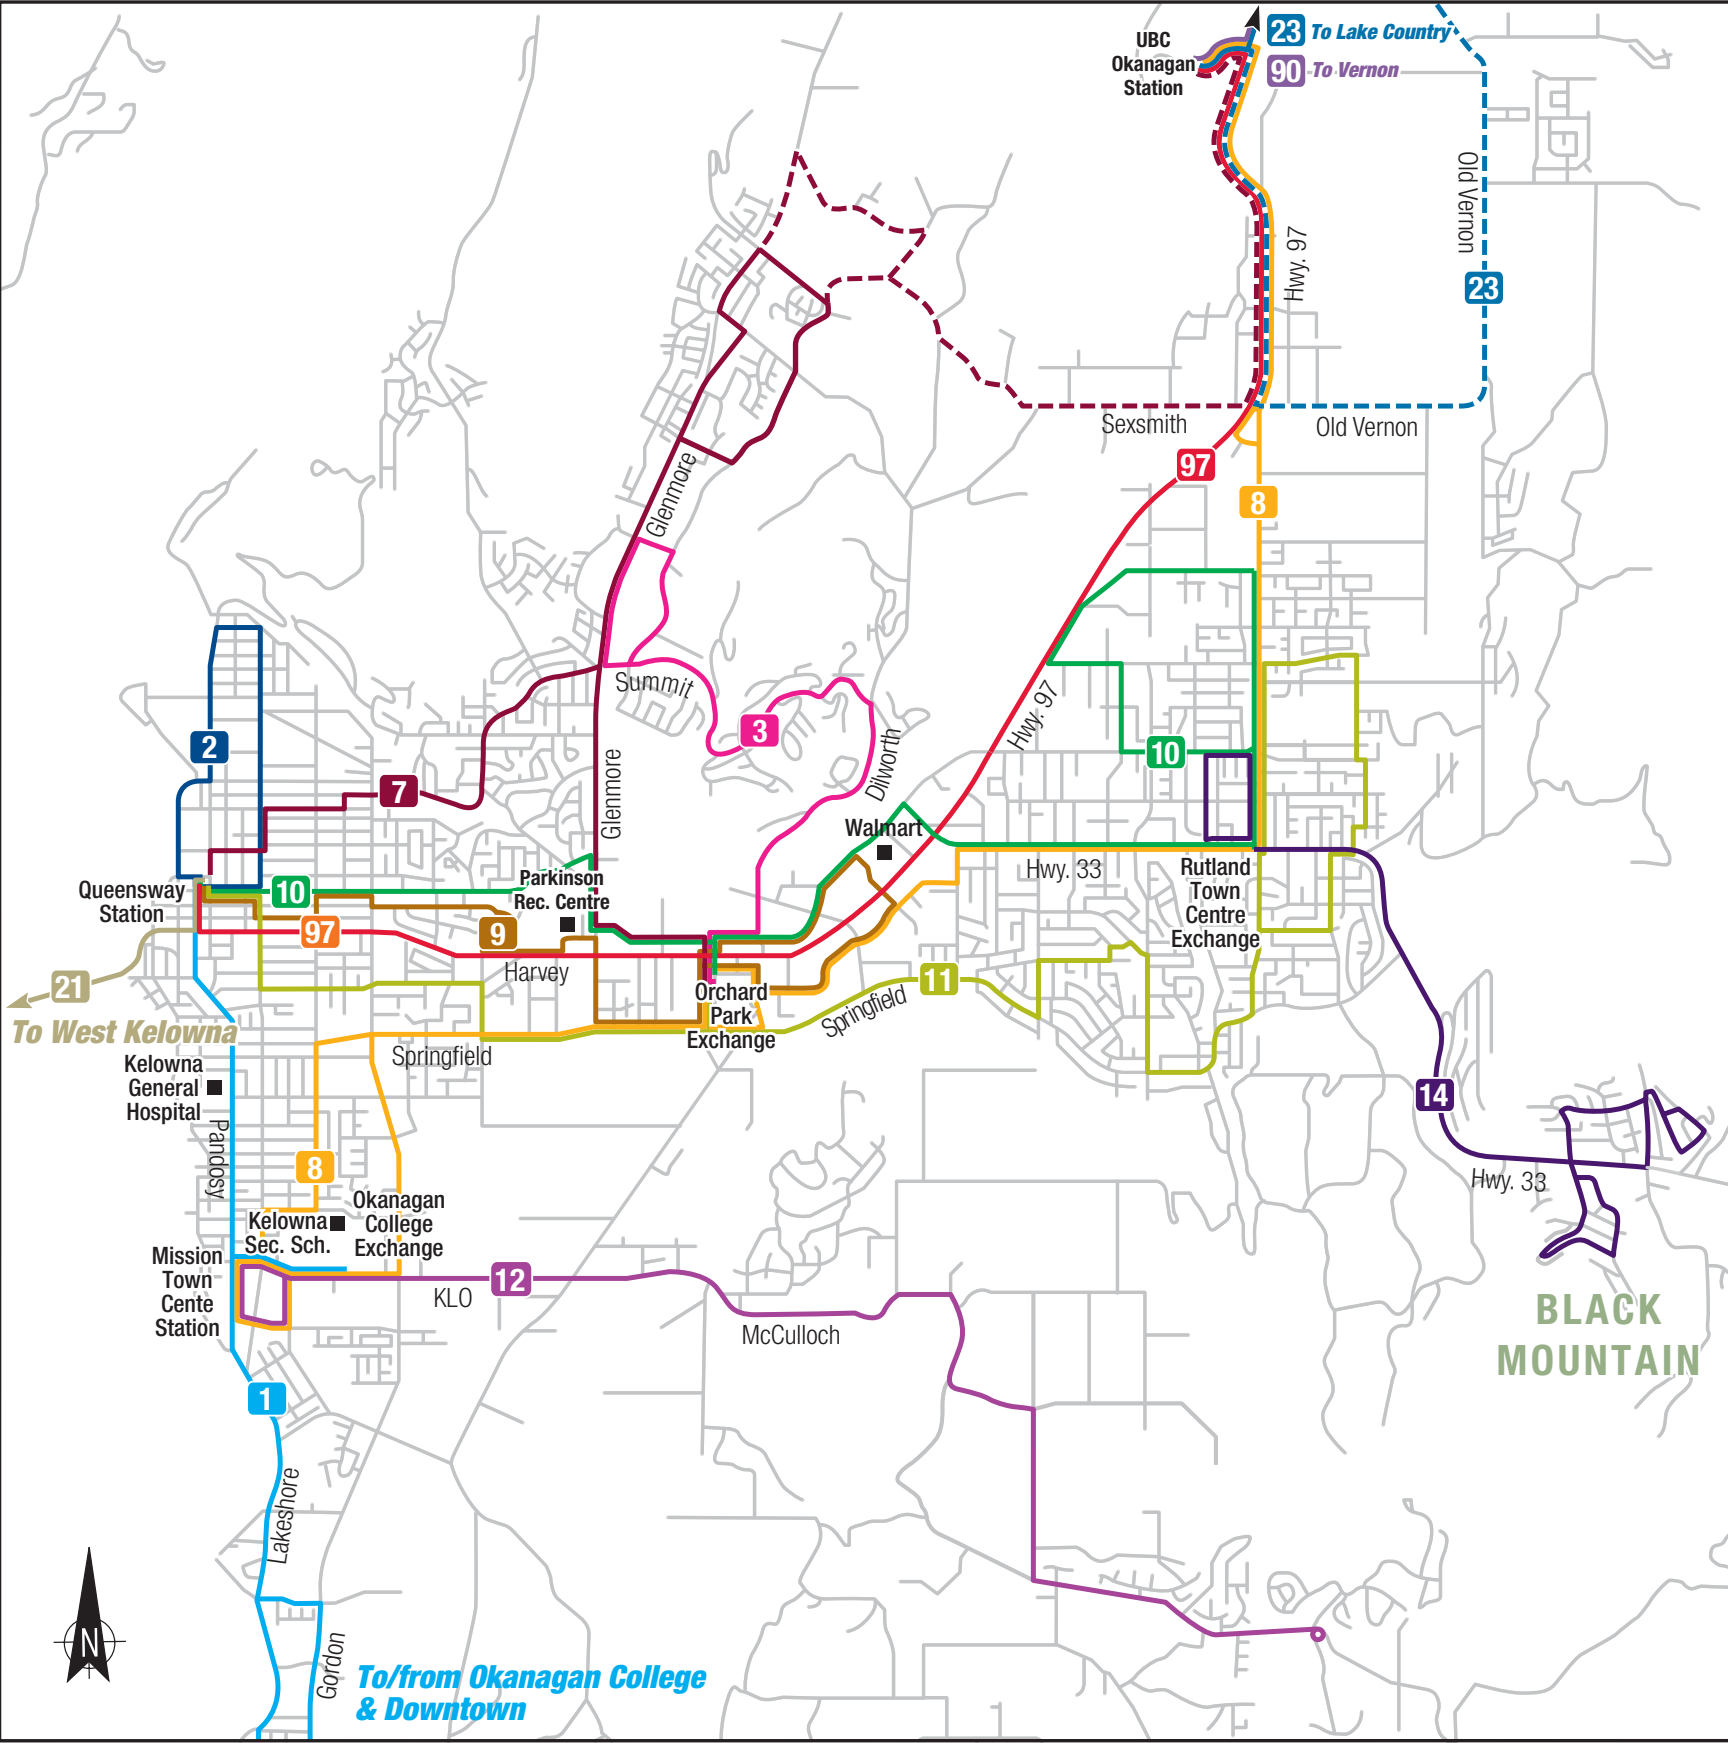 UBC
Okanagan
Station
23 To Lake Country
90 To Vernon
Old Vernon
Hwy. 97
23
Sexsmith
Old Vernon
97
8
Glenmore
Summit
3
Hwy. 97
2
7
Glenmore
Dilworth
10
Walmart
Hwy. 33
Rutland
Town
Centre
Exchange
Queensway
Station
10
Parkinson
Rec. Centre
97
9
Harvey
21
To West Kelowna
11
Orchard
Park
Exchange
Springfield
Springfield
Kelowna
General
Hospital
Pandosy
8
14
Hwy. 33
Kelowna
Sec. Sch.
Okanagan
College
Exchange
Mission
Town
Cente
Station
12
KLO
McCulloch
BLACK
MOUNTAIN
1
Lakeshore
N
Gordon
To/from Okanagan College
& Downtown